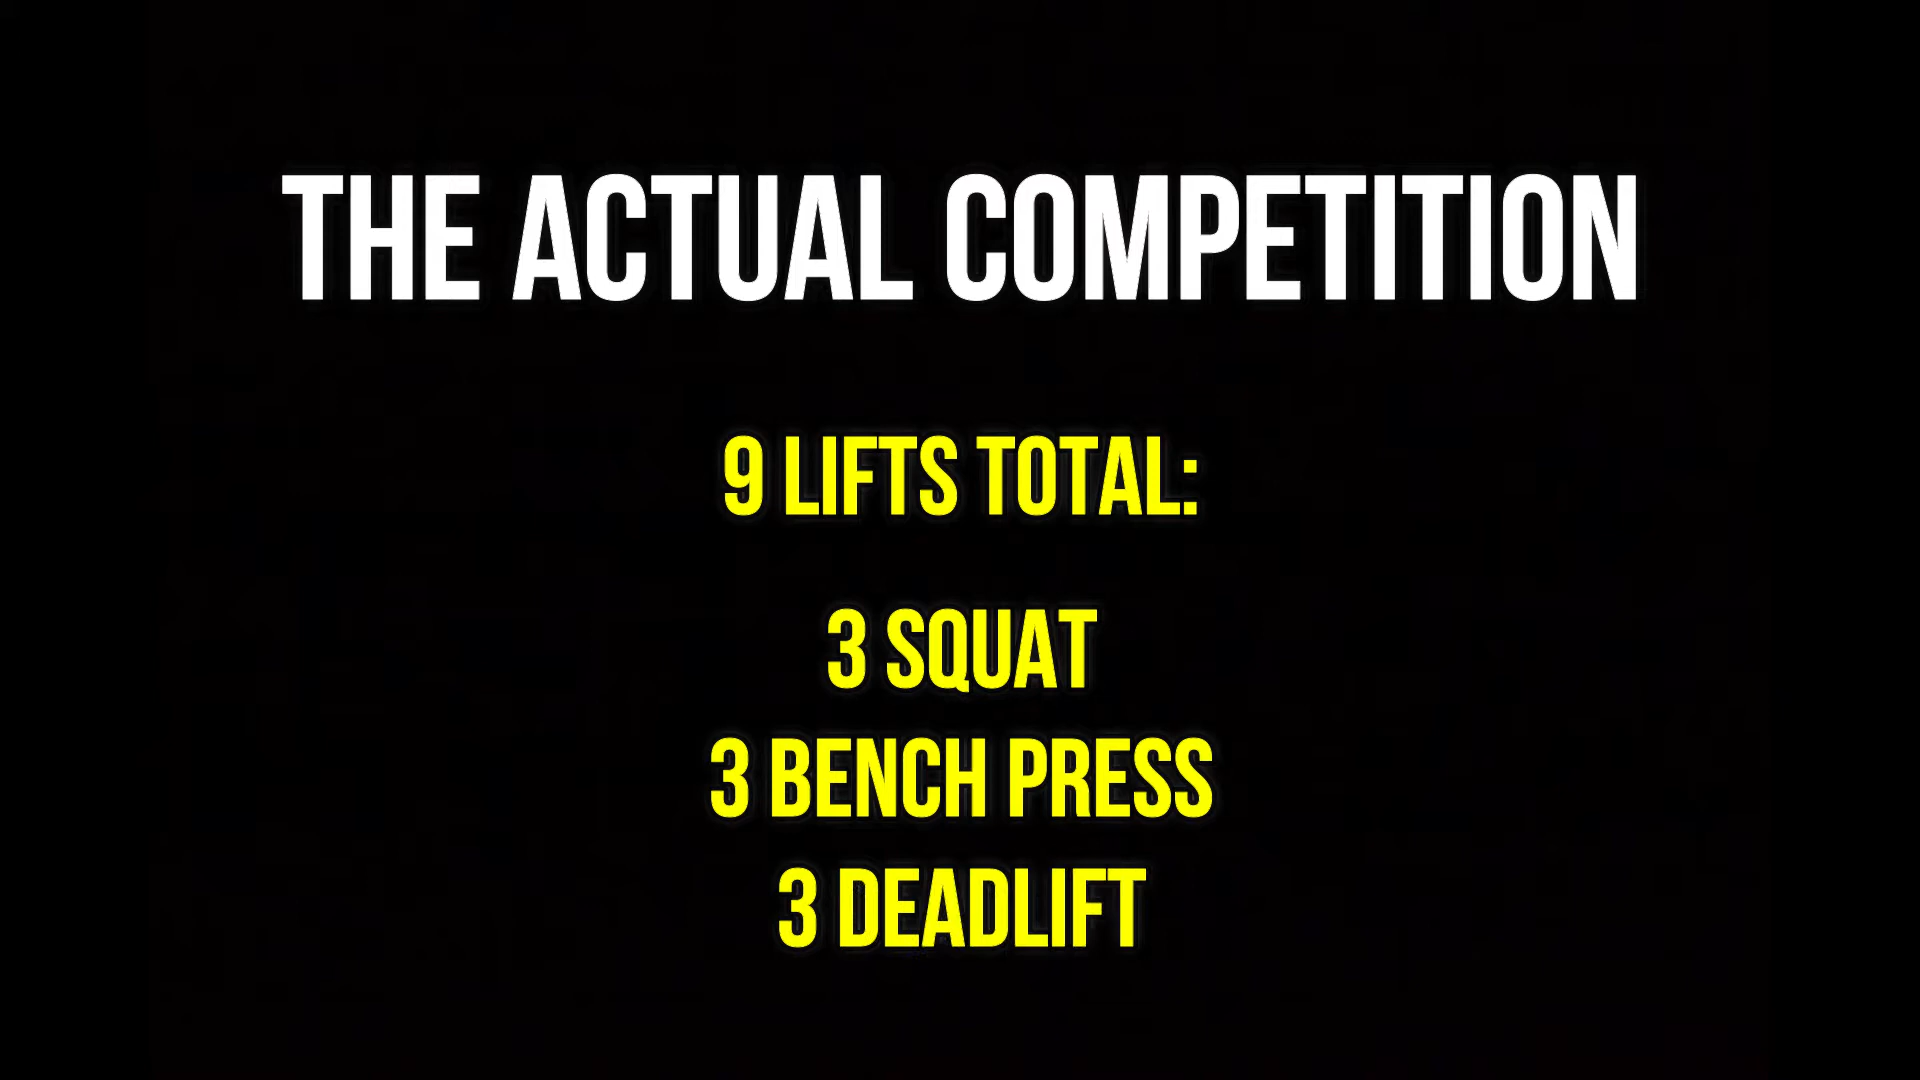 THE ACTUAL COMPETITION
9 LIFTS TOTAL:
3 SQUAT
3 BENCH PRESS
3 DEADLIFT